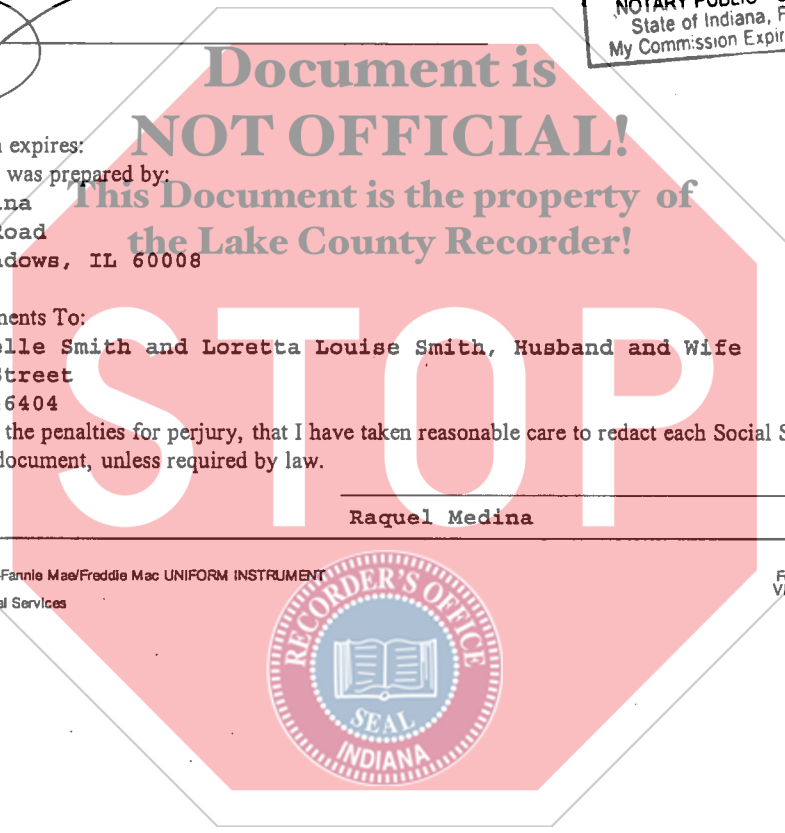 NOTARY PUBLIC
State of Indiana,
My Commission Expir
Document is
NOT OFFICIAL!
expires:
was prepared by:
This Document is the property of
ina
Road
the Lake County Recorder!
adows, IL 60008
ments To:
elle Smith and Loretta Louise Smith, Husband and Wife
Street
6404
the penalties for perjury, that I have taken reasonable care to redact each Social S
document, unless required by law.
STOP
Raquel Medina
-Fannie Mae/Freddie Mac UNIFORM INSTRUMENT
al Services
RECORDER'S OFFICE
SEAL
INDIANA